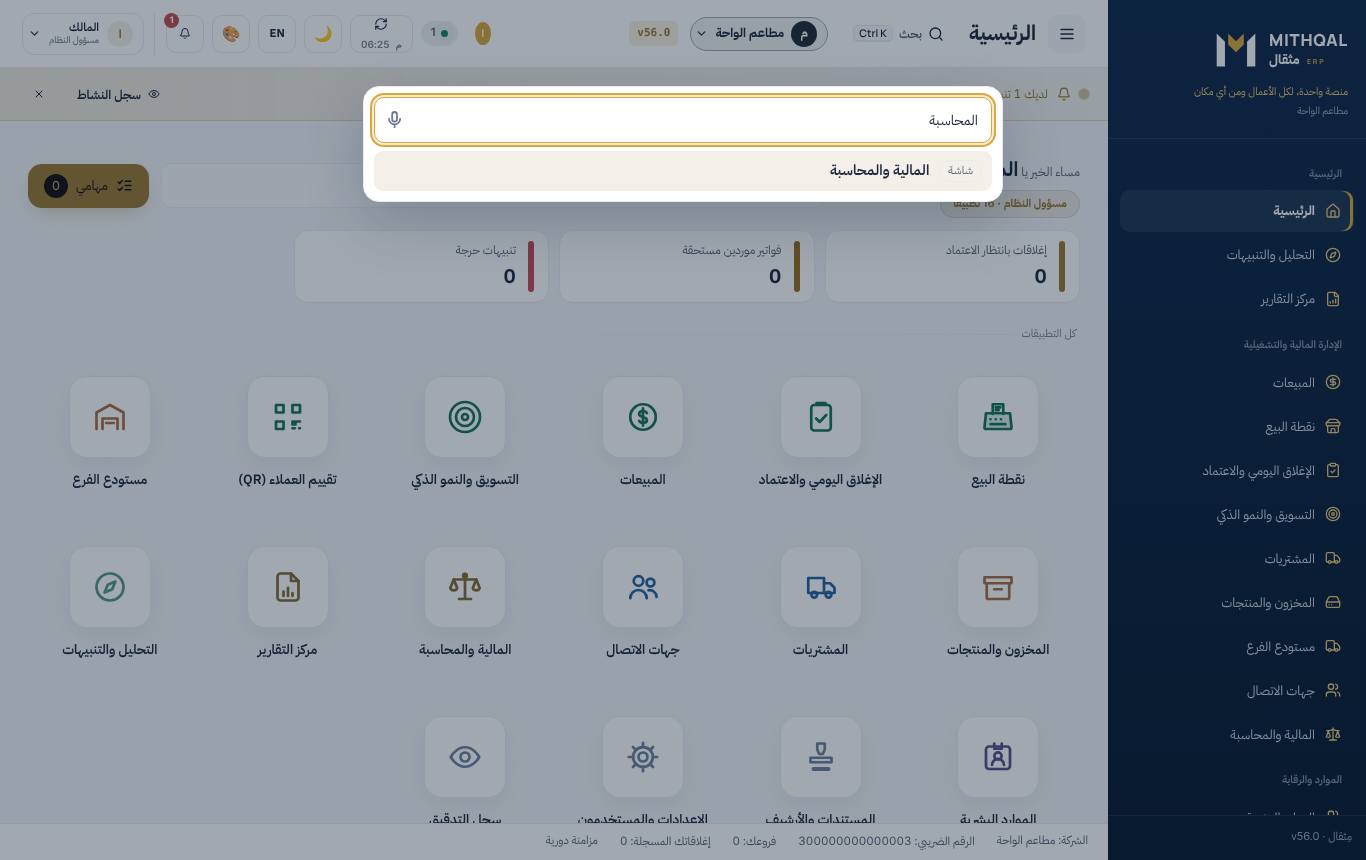 MITHQAL
مثقال ERP
منصة واحدة، لكل الأعمال ومن أي مكان
مطاعم الواحة
الرئيسية
الرئيسية
التحليل والتنبيهات
مركز التقارير
الإدارة المالية والتشغيلية
المبيعات
نقطة البيع
الإغلاق اليومي والاعتماد
التسويق والنمو الذكي
المشتريات
المخزون والمنتجات
مستودع الفرع
جهات الاتصال
المالية والمحاسبة
الموارد والرقابة
مثقال · v56.0
الرئيسية
بحث Ctrl K
م مطاعم الواحة
v56.0
ا
1
06:25 م
EN
1
ا المالك
مسؤول النظام
لديك 1
سجل النشاط
المحاسبة
شاشة المالية والمحاسبة
مساء الخير يا
مسؤول النظام · 16 تطبيقًا
مهامي 0
إغلاقات بانتظار الاعتماد
0
فواتير موردين مستحقة
0
تنبيهات حرجة
0
كل التطبيقات
نقطة البيع
الإغلاق اليومي والاعتماد
المبيعات
التسويق والنمو الذكي
تقييم العملاء (QR)
مستودع الفرع
المخزون والمنتجات
المشتريات
جهات الاتصال
المالية والمحاسبة
مركز التقارير
التحليل والتنبيهات
الموارد البشرية
المستندات والأرشيف
الإعدادات والمستخدمون
سجل التدقيق
الشركة: مطاعم الواحة
الرقم الضريبي: 300000000000003
فروعك: 0
إغلاقاتك المسجلة: 0
مزامنة دورية